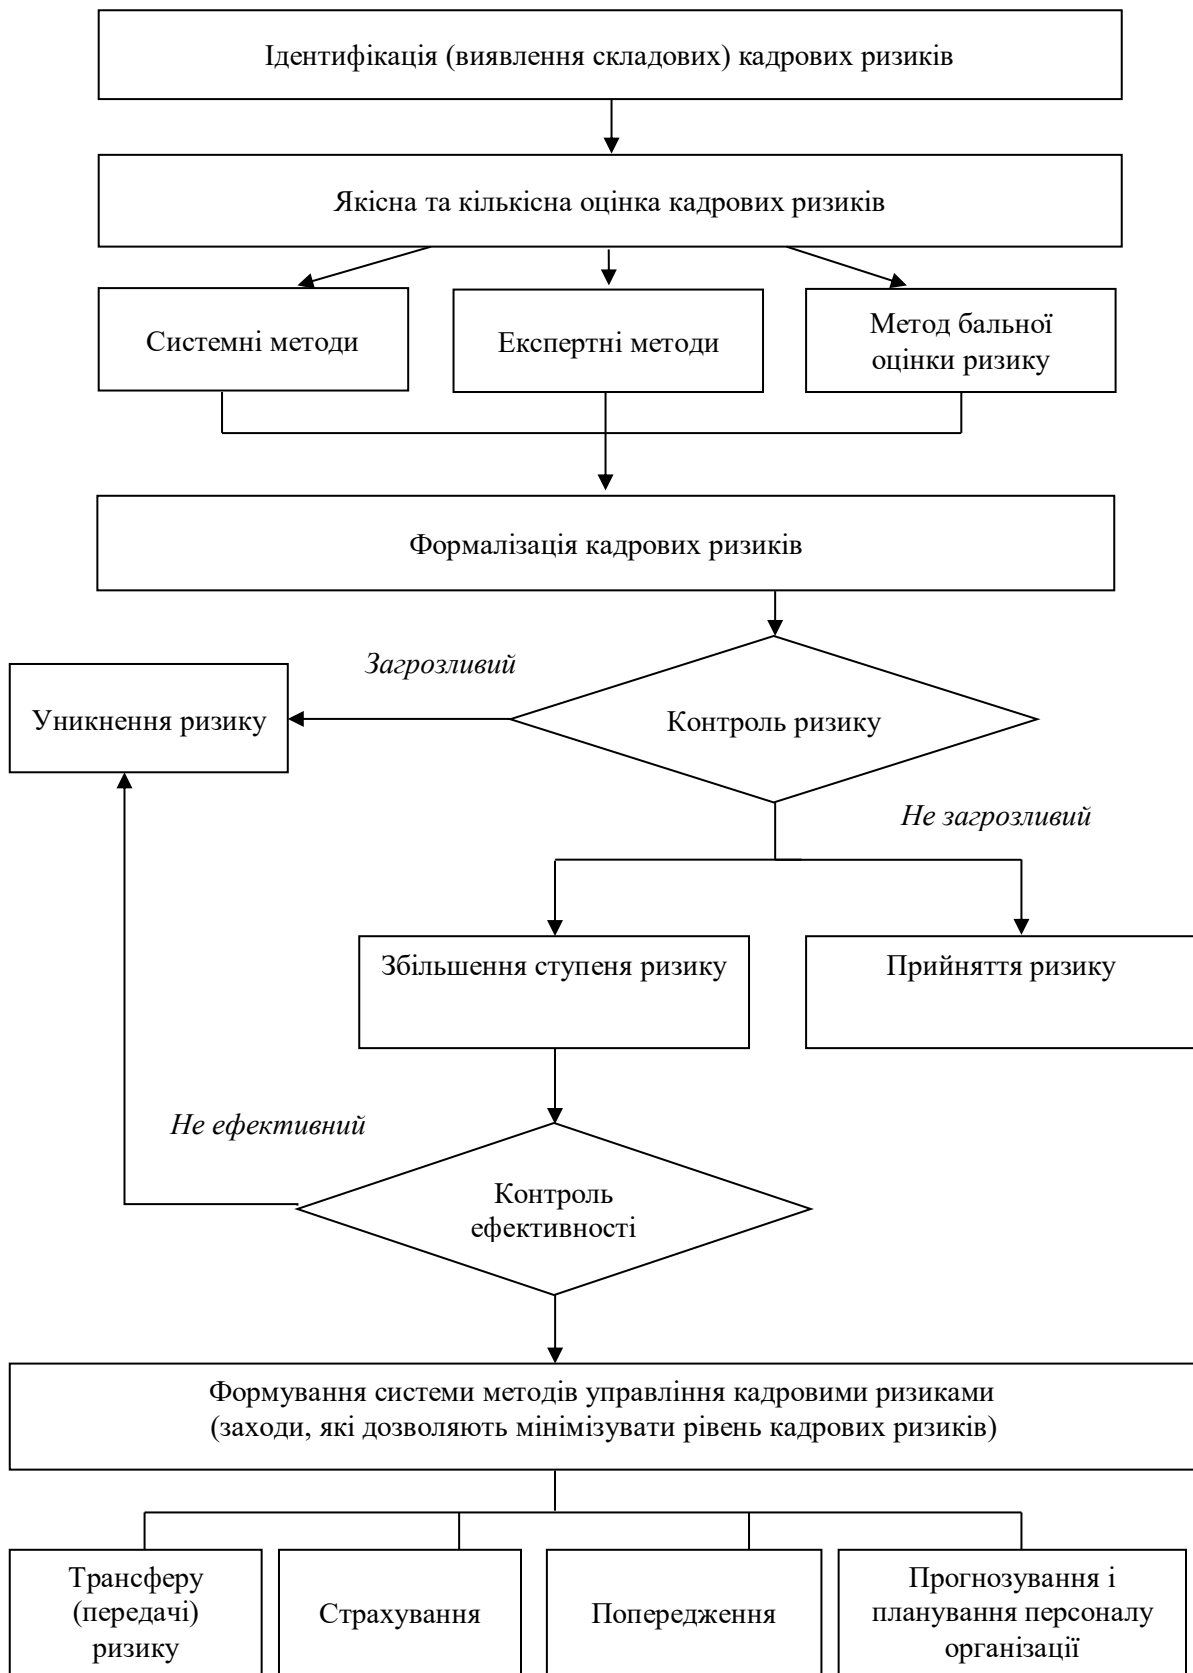 Ідентифікація (виявлення складових) кадрових ризиків
Якісна та кількісна оцінка кадрових ризиків
Системні методи
Експертні методи
Метод бальної
оцінки ризику
Формалізація кадрових ризиків
Загрозливий
Уникнення ризику
Контроль ризику
Не загрозливий
Збільшення ступеня ризику
Прийняття ризику
Не ефективний
Контроль
ефективності
Формування системи методів управління кадровими ризиками
(заходи, які дозволяють мінімізувати рівень кадрових ризиків)
Трансферу
(передачі)
ризику
Страхування
Попередження
Прогнозування і
планування персоналу
організації